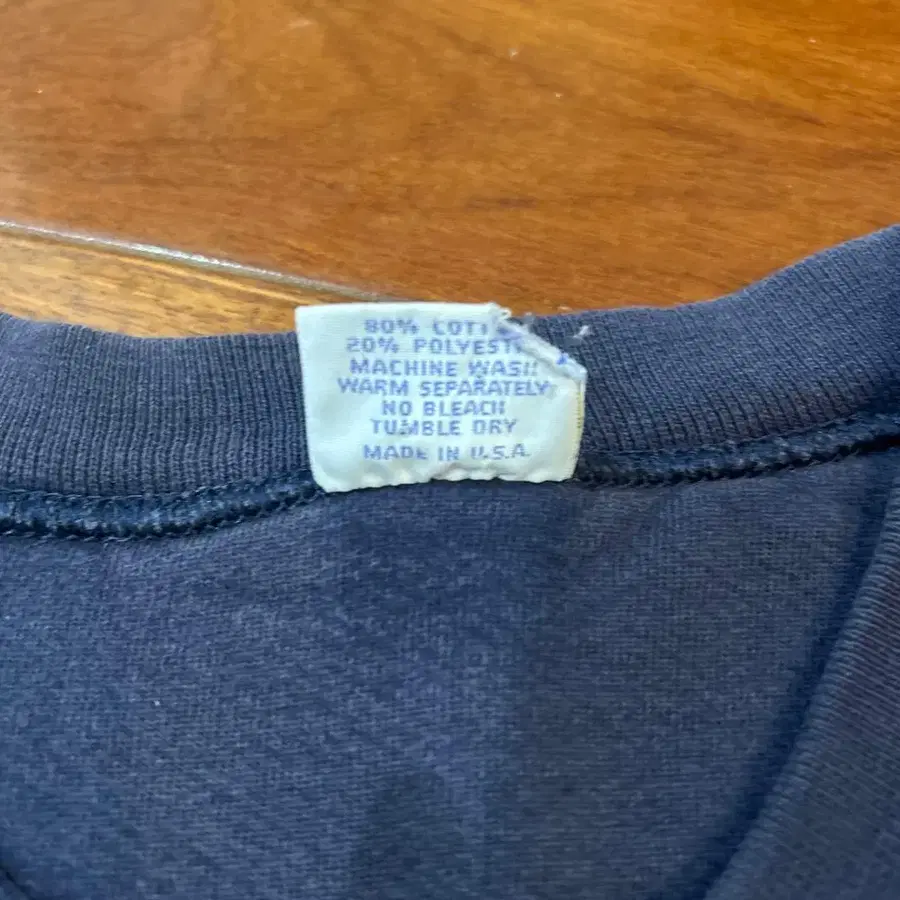 80% COTT
20% POLYEST
MACHINE WASH
WARM SEPARATELY
NO BLEACH
TUMBLE DRY
MADE IN U.S.A.